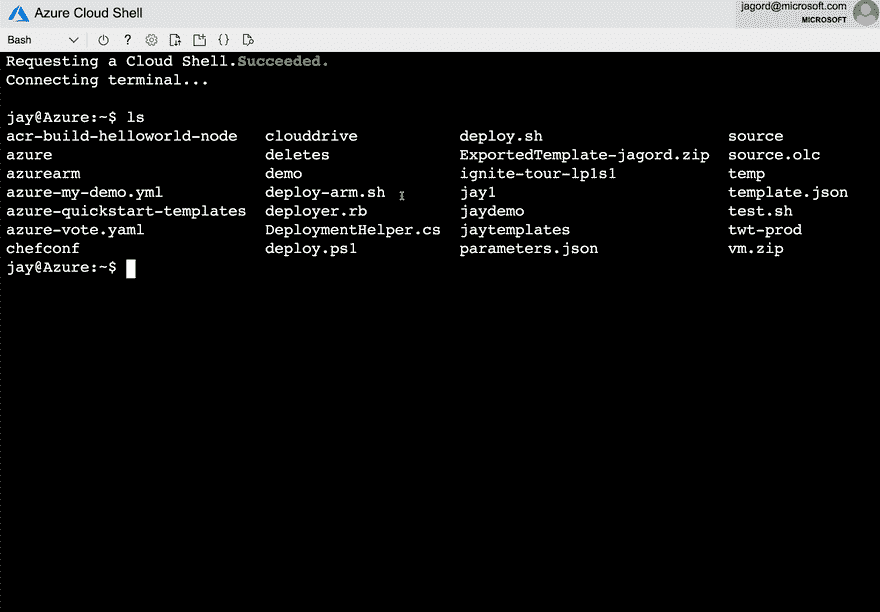 Azure Cloud Shell
jagord@microsoft.com
MICROSOFT
Bash
?
{}
Requesting a Cloud Shell.Succeeded.
Connecting terminal...
jay@Azure:~$ ls
acr-build-helloworld-node clouddrive deploy.sh source
azure deletes ExportedTemplate-jagord.zip source.olc
azurearm demo ignite-tour-lp1s1 temp
azure-my-demo.yml deploy-arm.sh jay1 template.json
azure-quickstart-templates deployer.rb jaydemo test.sh
azure-vote.yaml DeploymentHelper.cs jaytemplates twt-prod
chefconf deploy.ps1 parameters.json vm.zip
jay@Azure:~$